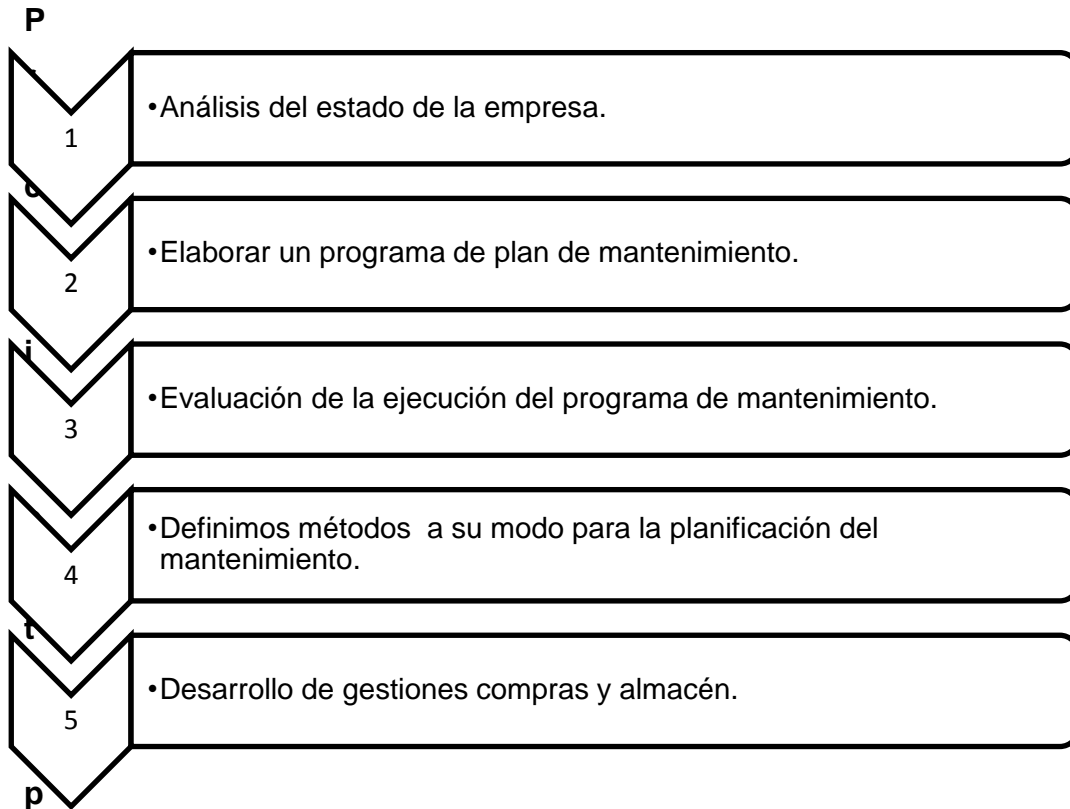 P
1
•Análisis del estado de la empresa.
2
•Elaborar un programa de plan de mantenimiento.
i
3
•Evaluación de la ejecución del programa de mantenimiento.
•Definimos métodos  a su modo para la planificación del
mantenimiento.
4
t
•Desarrollo de gestiones compras y almacén.
5
p